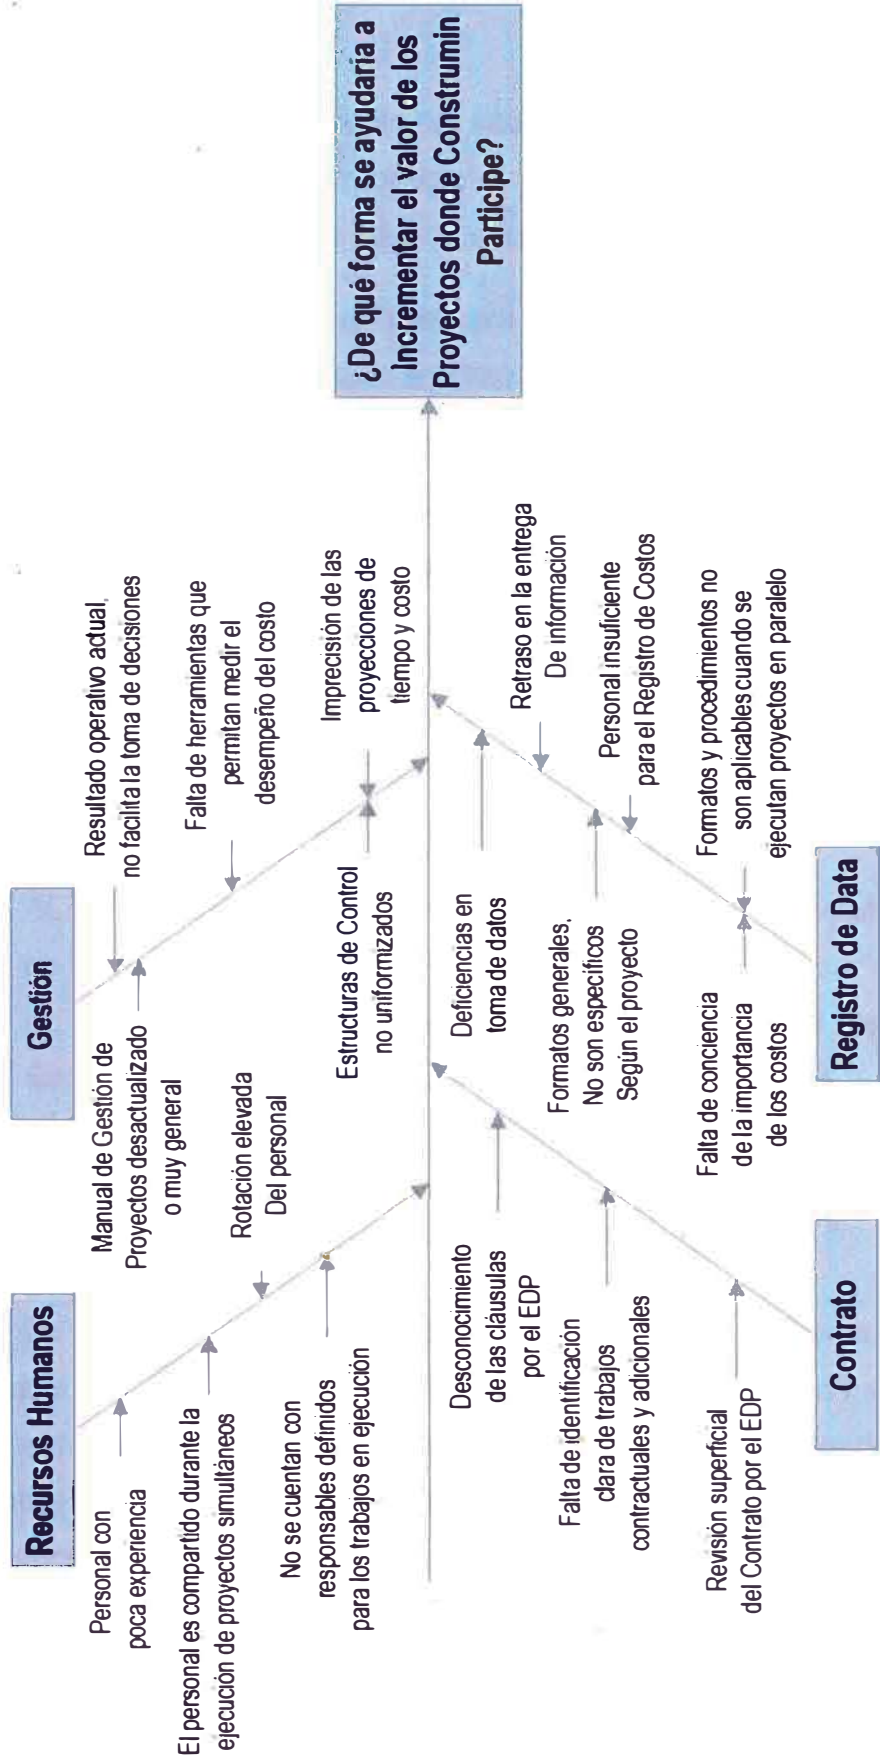 Recursos Humanos
Gestión
Personal con
poca experiencia
El personal es compartido durante la
ejecución de proyectos simultáneos
No se cuentan con
responsables definidos
para los trabajos en ejecución
Rotación elevada
Del personal
Manual de Gestión de
Proyectos desactualizado
o muy general
Resultado operativo actual,
no facilita la toma de decisiones
Falta de herramientas que
permitan medir el
desempeño del costo
Estructuras de Control
no uniformizados
Imprecisión de las
proyecciones de
tiempo y costo
¿De qué forma se ayudaría a
Incrementar el valor de los
Proyectos donde Construmin
Participe?
Desconocimiento
de las cláusulas
por el EDP
Falta de identificación
clara de trabajos
contractuales y adicionales
Revisión superficial
del Contrato por el EDP
Deficiencias en
toma de datos
Formatos generales,
No son específicos
Según el proyecto
Falta de conciencia
de la importancia
de los costos
Retraso en la entrega
De información
Personal insuficiente
para el Registro de Costos
Formatos y procedimientos no
son aplicables cuando se
ejecutan proyectos en paralelo
Contrato
Registro de Data